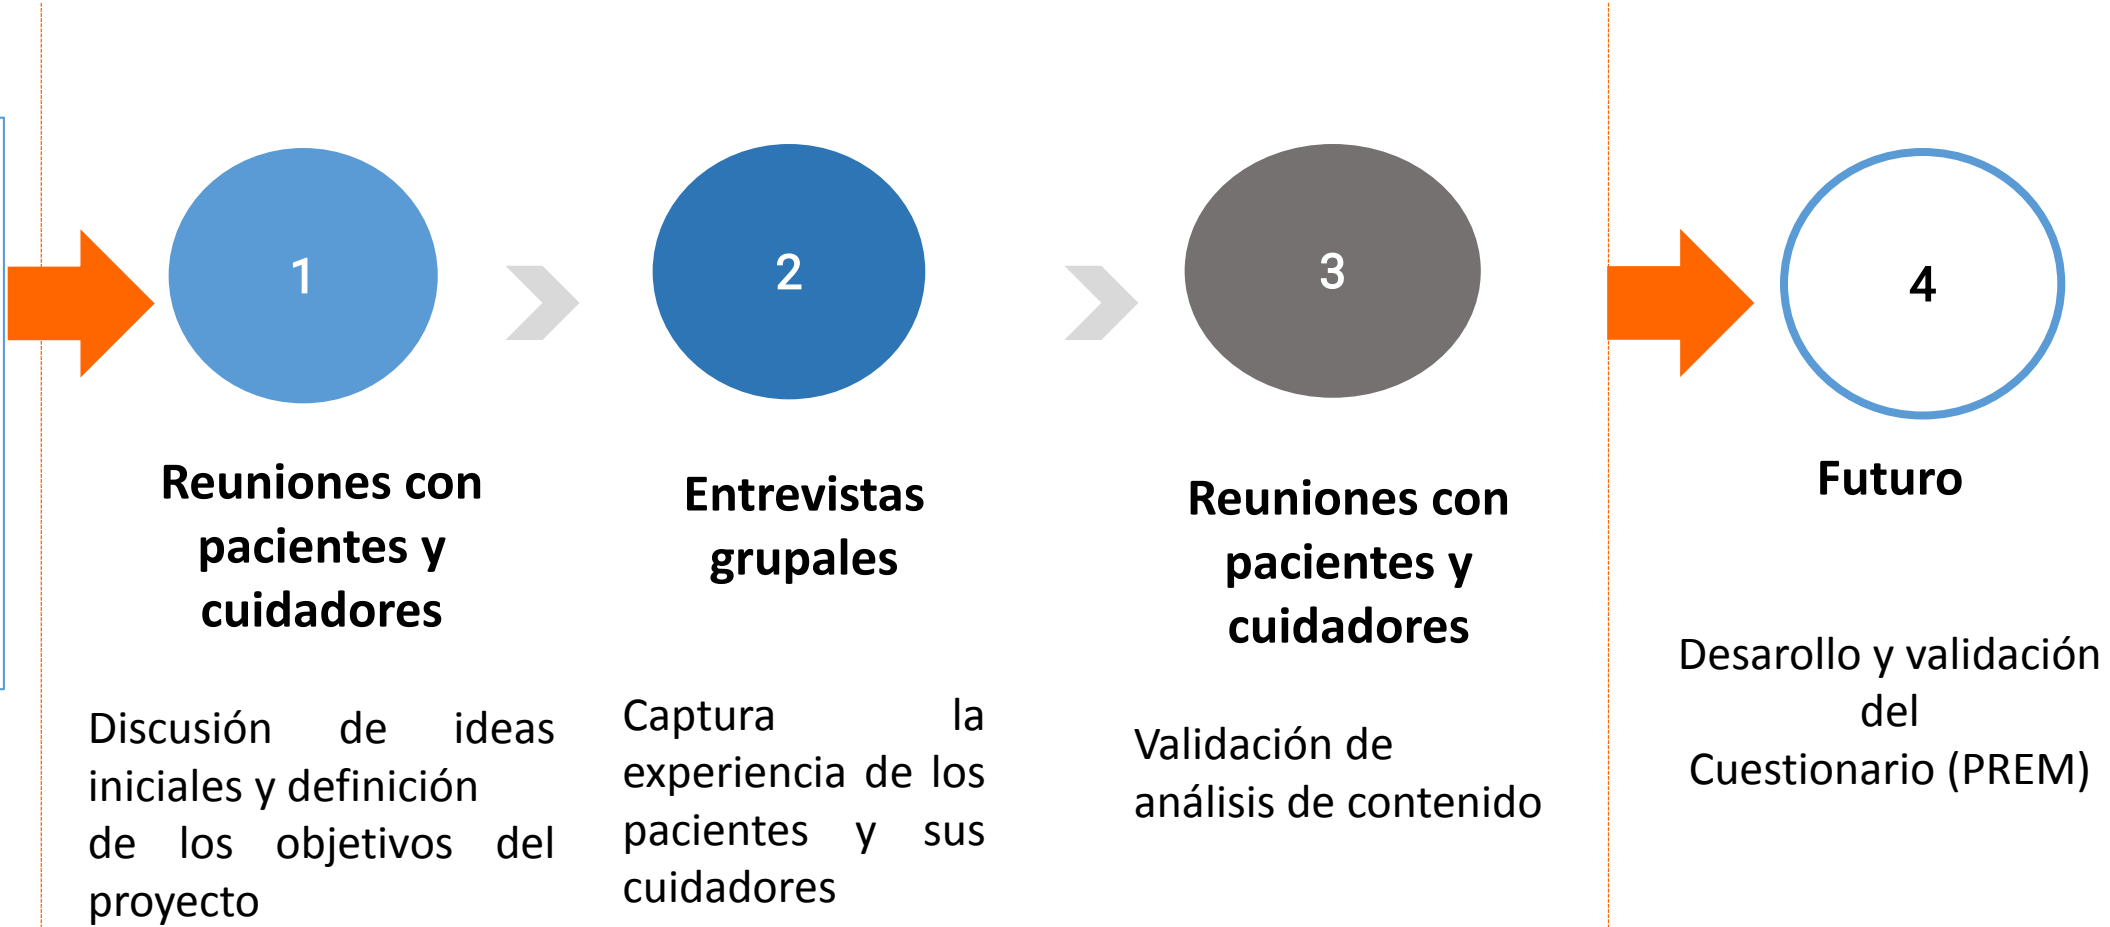 1
Reuniones con
pacientes y
cuidadores
Discusión de ideas
iniciales y definición
de los objetivos del
proyecto
2
Entrevistas
grupales
Captura la
experiencia de los
pacientes y sus
cuidadores
3
Reuniones con
pacientes y
cuidadores
Validación de
análisis de contenido
4
Futuro
Desarollo y validación
del
Cuestionario (PREM)